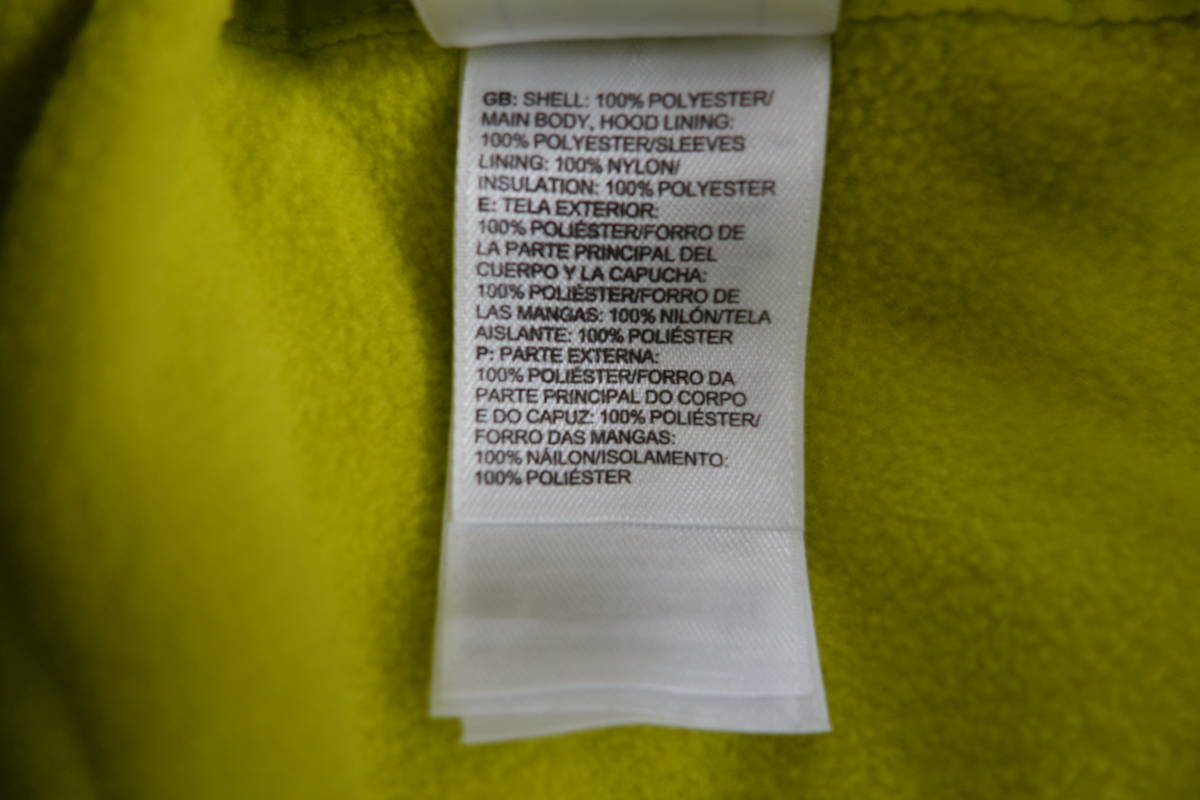 GB: SHELL: 100% POLYESTER/
MAIN BODY, HOOD LINING:
100% POLYESTER/SLEEVES
LINING: 100% NYLON/
INSULATION: 100% POLYESTER
E: TELA EXTERIOR:
100% POLIÉSTER/FORRO DE
LA PARTE PRINCIPAL DEL
CUERPO Y LA CAPUCHA:
100% POLIÉSTER/FORRO DE
LAS MANGAS: 100% NILÓN/TELA
AISLANTE: 100% POLIÉSTER
P: PARTE EXTERNA:
100% POLIÉSTER/FORRO DA
PARTE PRINCIPAL DO CORPO
E DO CAPUZ: 100% POLIÉSTER/
FORRO DAS MANGAS:
100% NÁILON/ISOLAMENTO:
100% POLIÉSTER